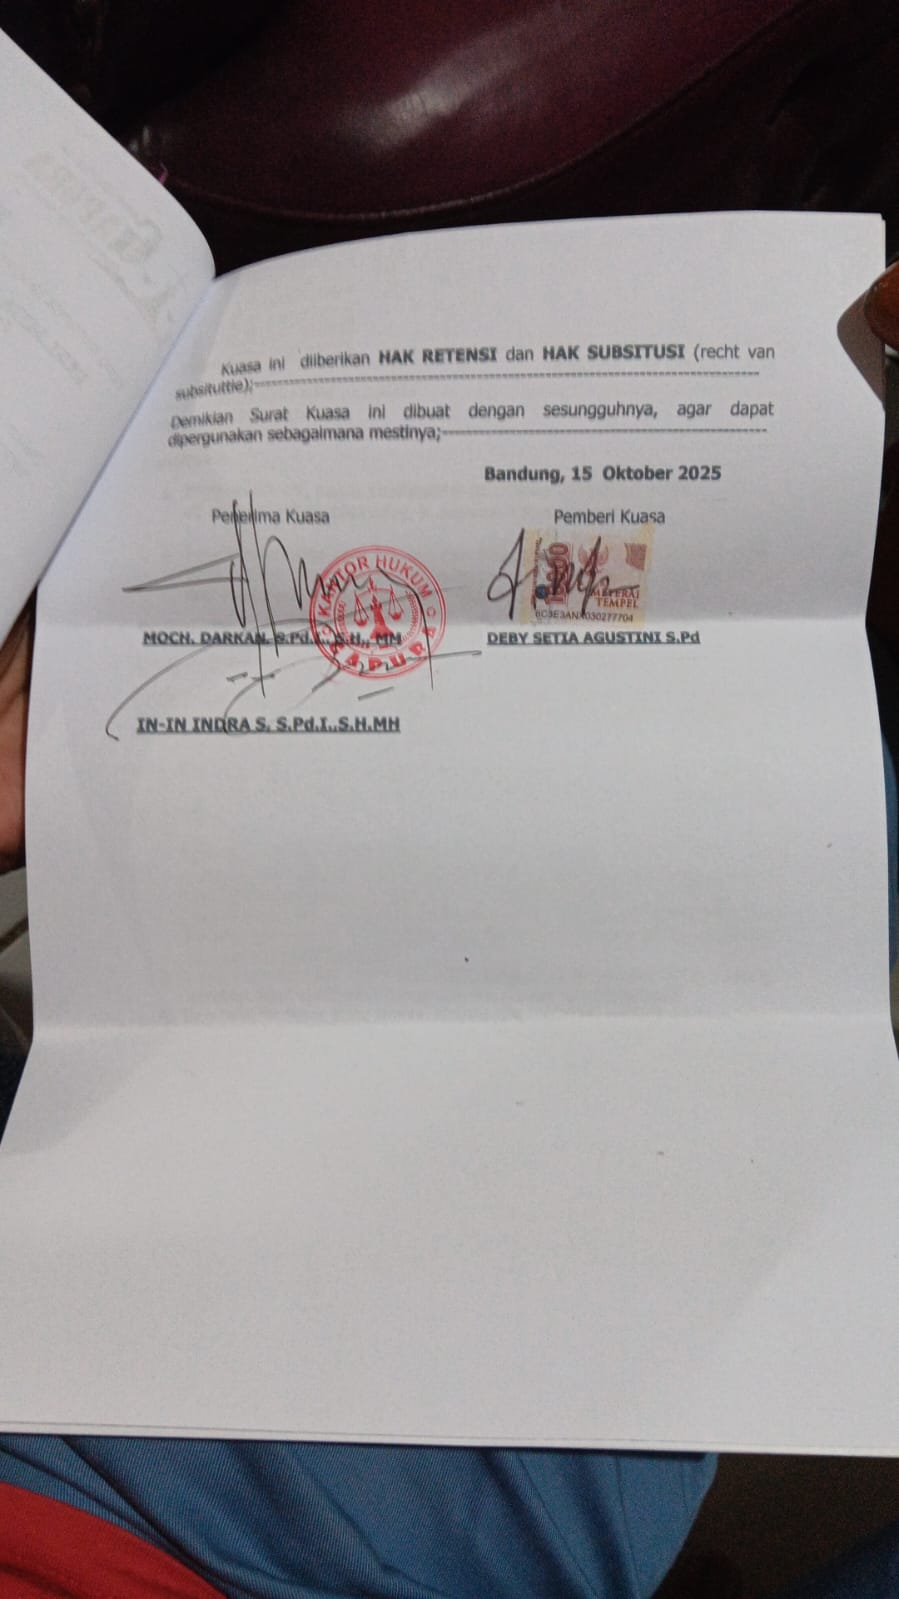 Kuasa ini diiberikan HAK RETENSI dan HAK SUBSITUSI (recht van
subsituttie);-----------------------------------------------------------------------------------
Demikian Surat Kuasa ini dibuat dengan sesungguhnya, agar dapat
dipergunakan sebagaimana mestinya;------------------------------------------------------
Bandung, 15 Oktober 2025
Penerima Kuasa
Pemberi Kuasa
KANTOR HUKUM
METERAI
TEMPEL
MOCH. DARKAN, S.Pd.I., S.H., MM
DEBY SETIA AGUSTINI S.Pd
IN-IN INDRA S, S.Pd.I.,S.H.MH